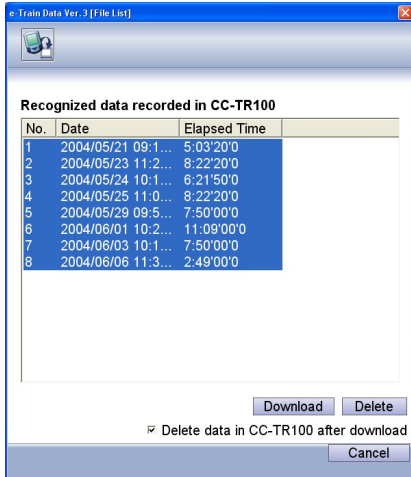 e-Train Data Ver. 3 [File List]
Recognized data recorded in CC-TR100
No. Date Elapsed Time
1 2004/05/21 09:1... 5:03'20'0
2 2004/05/23 11:2... 8:22'20'0
3 2004/05/24 10:1... 6:21'50'0
4 2004/05/25 11:0... 8:22'20'0
5 2004/05/29 09:5... 7:50'00'0
6 2004/06/01 10:2... 11:09'00'0
7 2004/06/03 10:1... 7:50'00'0
8 2004/06/06 11:3... 2:49'00'0
Download Delete
Delete data in CC-TR100 after download
Cancel